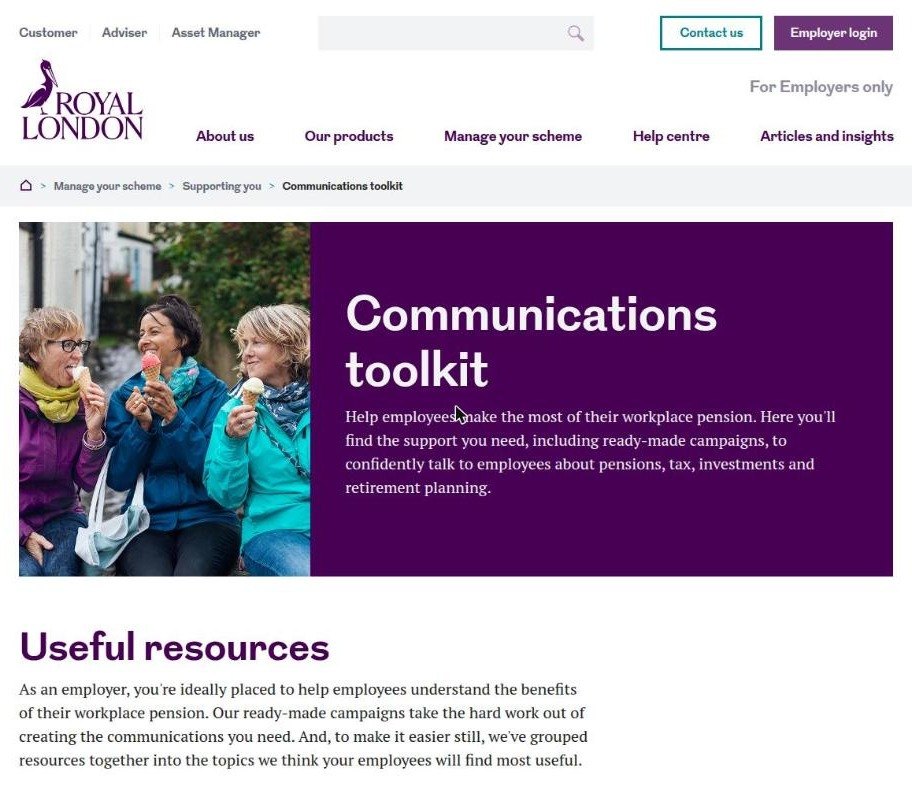 Customer
Adviser
Asset Manager
Contact us
Employer login
ROYAL
LONDON
For Employers only
About us
Our products
Manage your scheme
Help centre
Articles and insights
> Manage your scheme > Supporting you > Communications toolkit
Communications
toolkit
Help employees make the most of their workplace pension. Here you'll
find the support you need, including ready-made campaigns, to
confidently talk to employees about pensions, tax, investments and
retirement planning.
Useful resources
As an employer, you're ideally placed to help employees understand the benefits
of their workplace pension. Our ready-made campaigns take the hard work out of
creating the communications you need. And, to make it easier still, we've grouped
resources together into the topics we think your employees will find most useful.